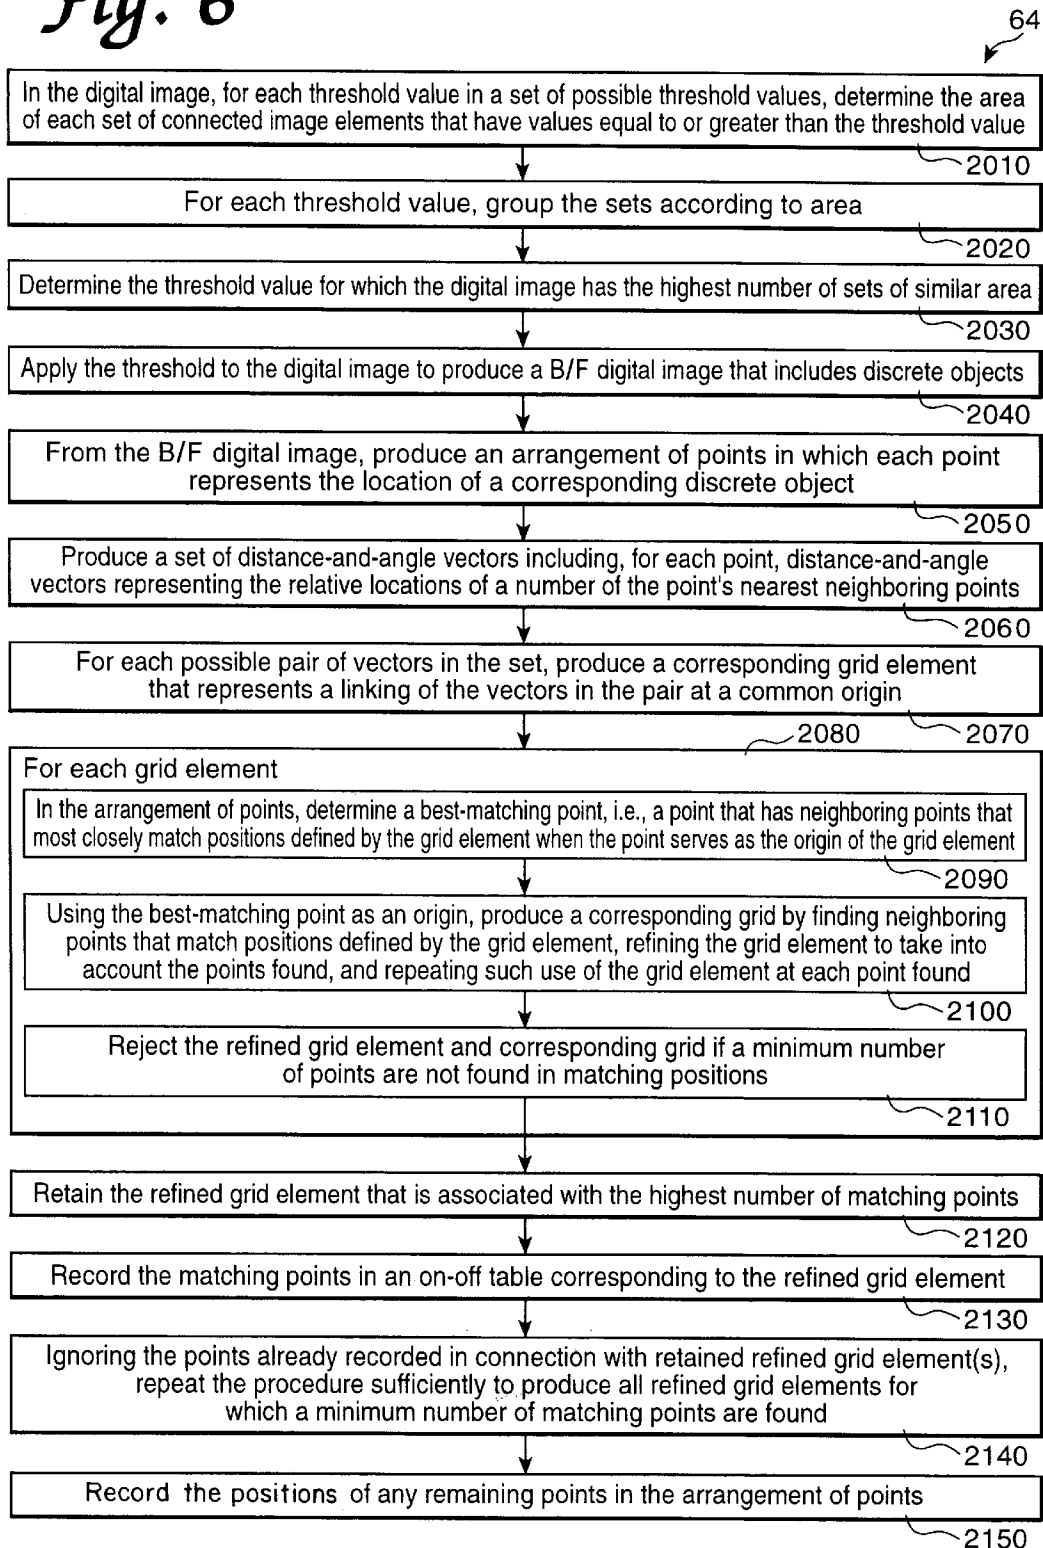 Fig. 6
64
In the digital image, for each threshold value in a set of possible threshold values, determine the area
of each set of connected image elements that have values equal to or greater than the threshold value
2010
For each threshold value, group the sets according to area
2020
Determine the threshold value for which the digital image has the highest number of sets of similar area
2030
Apply the threshold to the digital image to produce a B/F digital image that includes discrete objects
2040
From the B/F digital image, produce an arrangement of points in which each point
represents the location of a corresponding discrete object
2050
Produce a set of distance-and-angle vectors including, for each point, distance-and-angle
vectors representing the relative locations of a number of the point's nearest neighboring points
2060
For each possible pair of vectors in the set, produce a corresponding grid element
that represents a linking of the vectors in the pair at a common origin
2070
2080
For each grid element
In the arrangement of points, determine a best-matching point, i.e., a point that has neighboring points that
most closely match positions defined by the grid element when the point serves as the origin of the grid element
2090
Using the best-matching point as an origin, produce a corresponding grid by finding neighboring
points that match positions defined by the grid element, refining the grid element to take into
account the points found, and repeating such use of the grid element at each point found
2100
Reject the refined grid element and corresponding grid if a minimum number
of points are not found in matching positions
2110
Retain the refined grid element that is associated with the highest number of matching points
2120
Record the matching points in an on-off table corresponding to the refined grid element
2130
Ignoring the points already recorded in connection with retained refined grid element(s),
repeat the procedure sufficiently to produce all refined grid elements for
which a minimum number of matching points are found
2140
Record the positions of any remaining points in the arrangement of points
2150